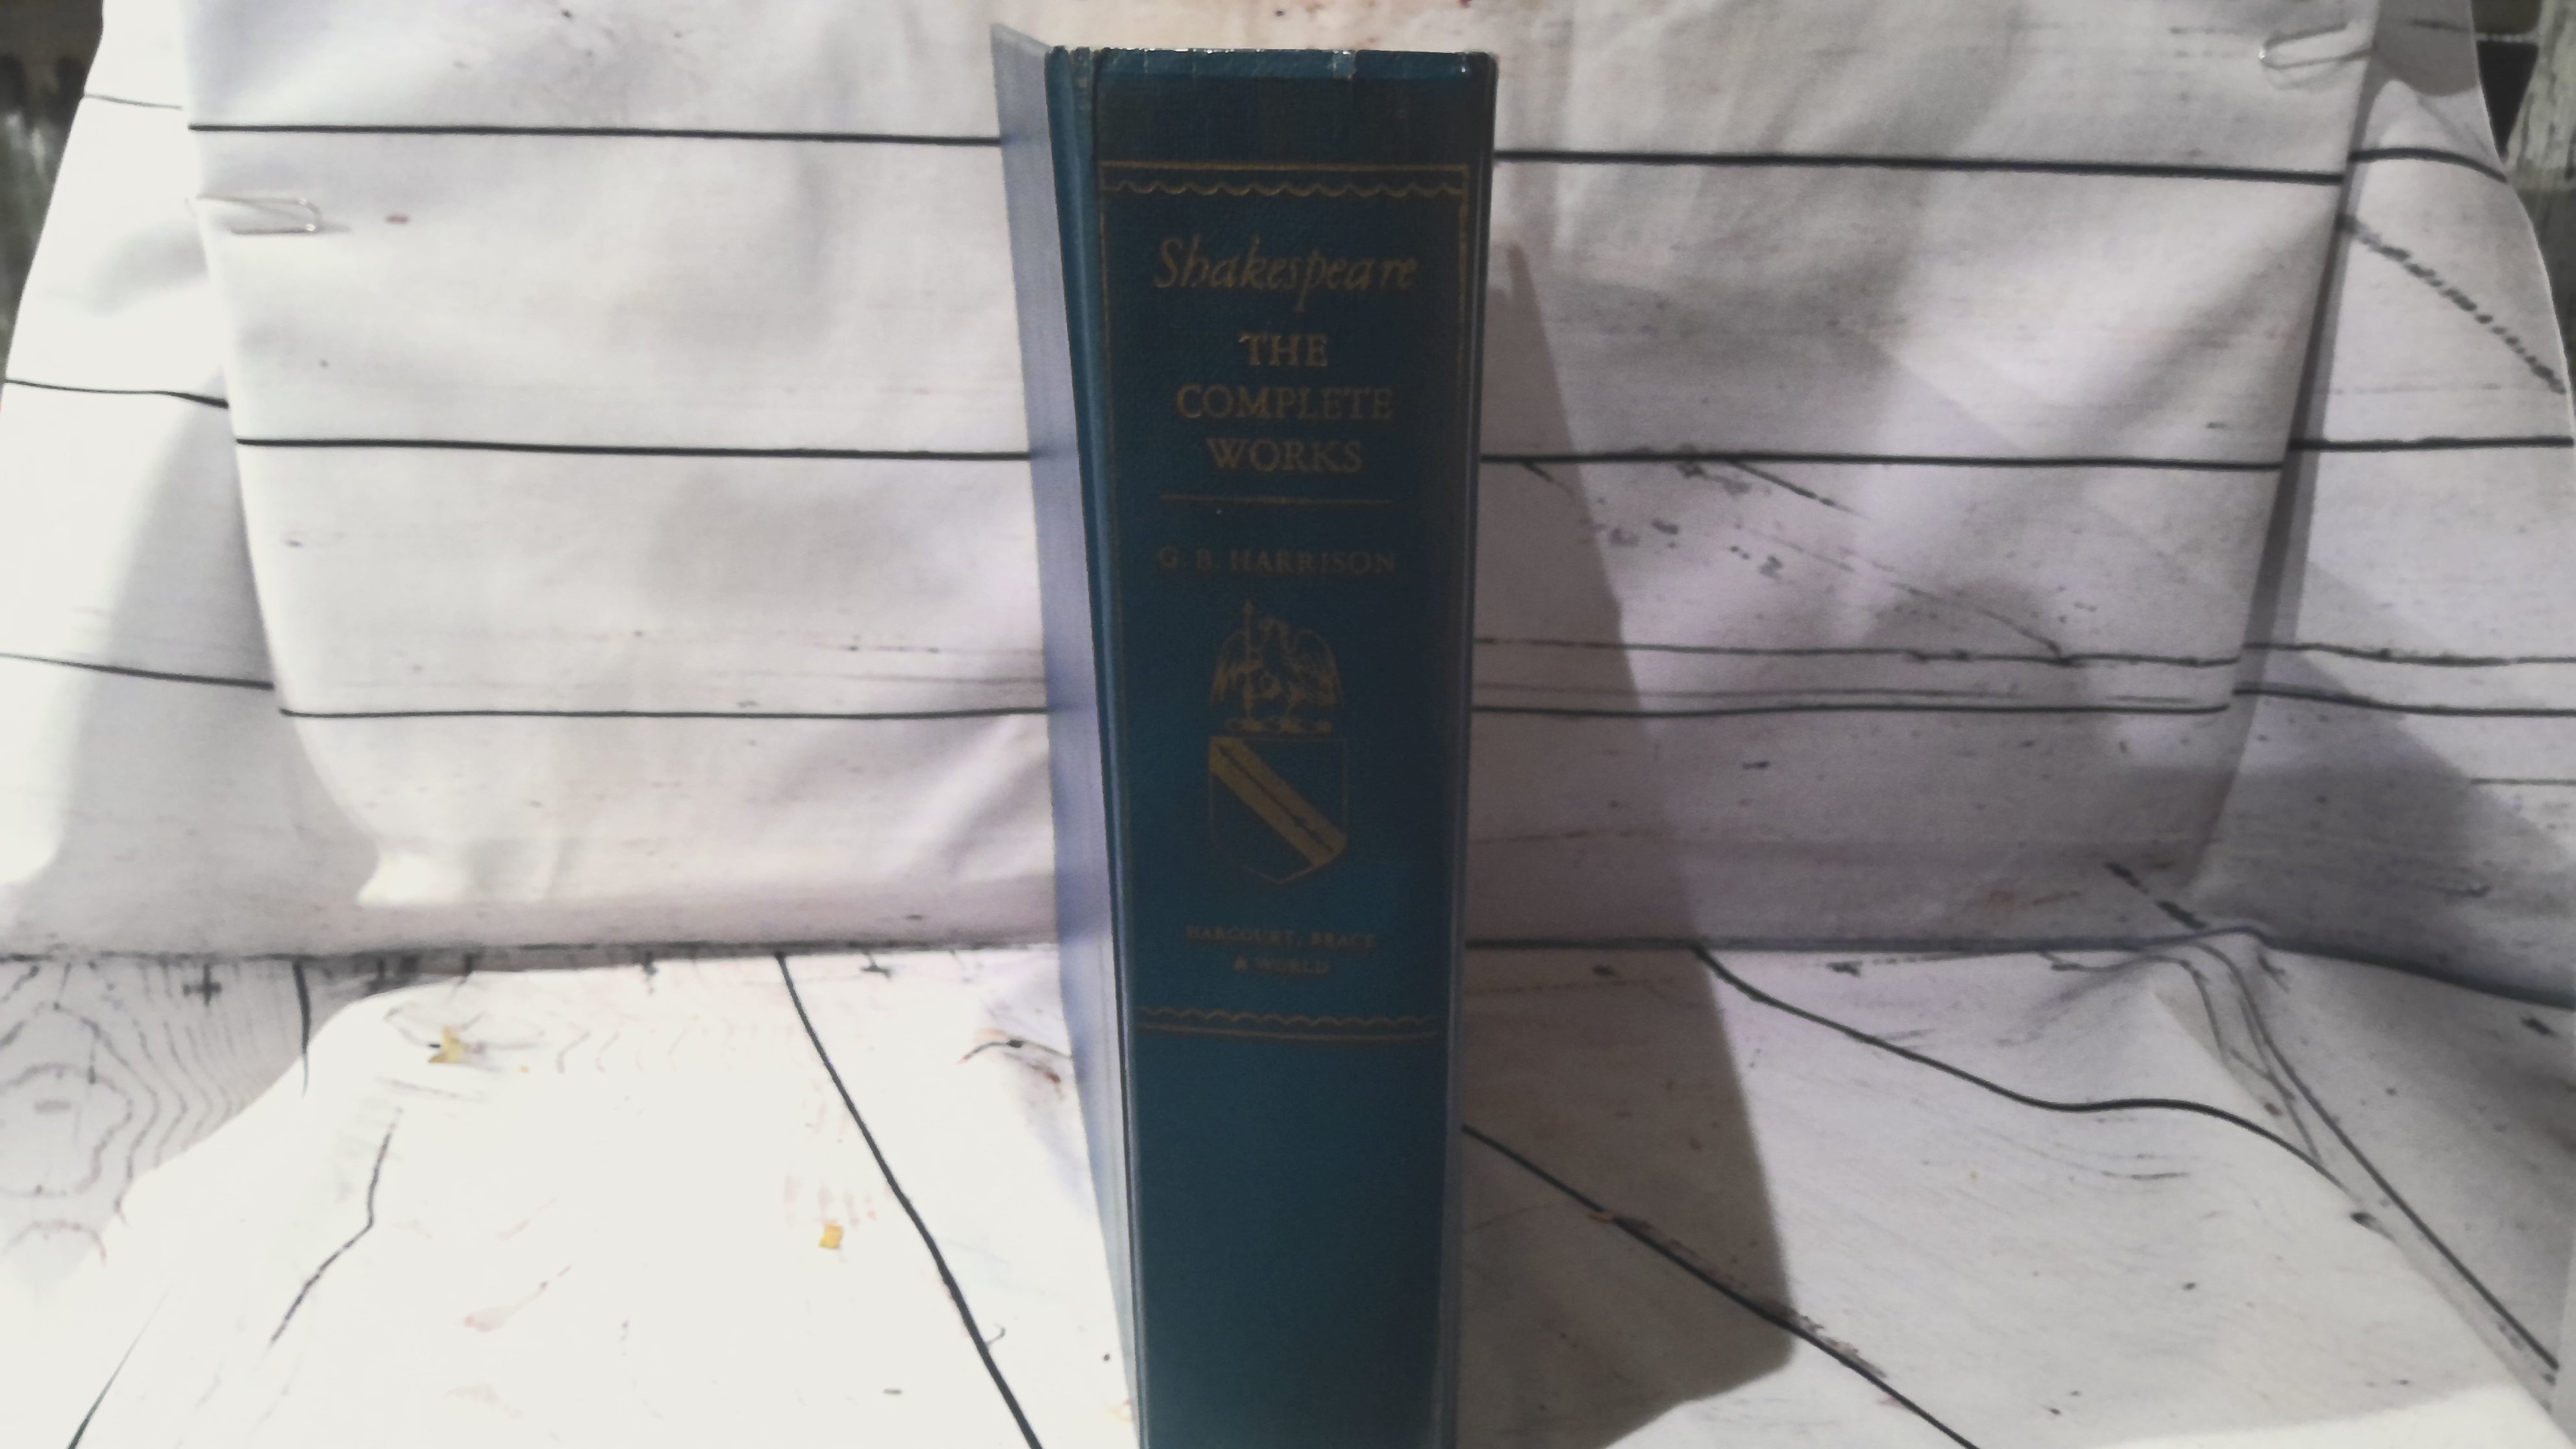 Shakespeare
THE
COMPLETE
WORKS
G. B. HARRISON
HARCOURT, BRACE
& WORLD